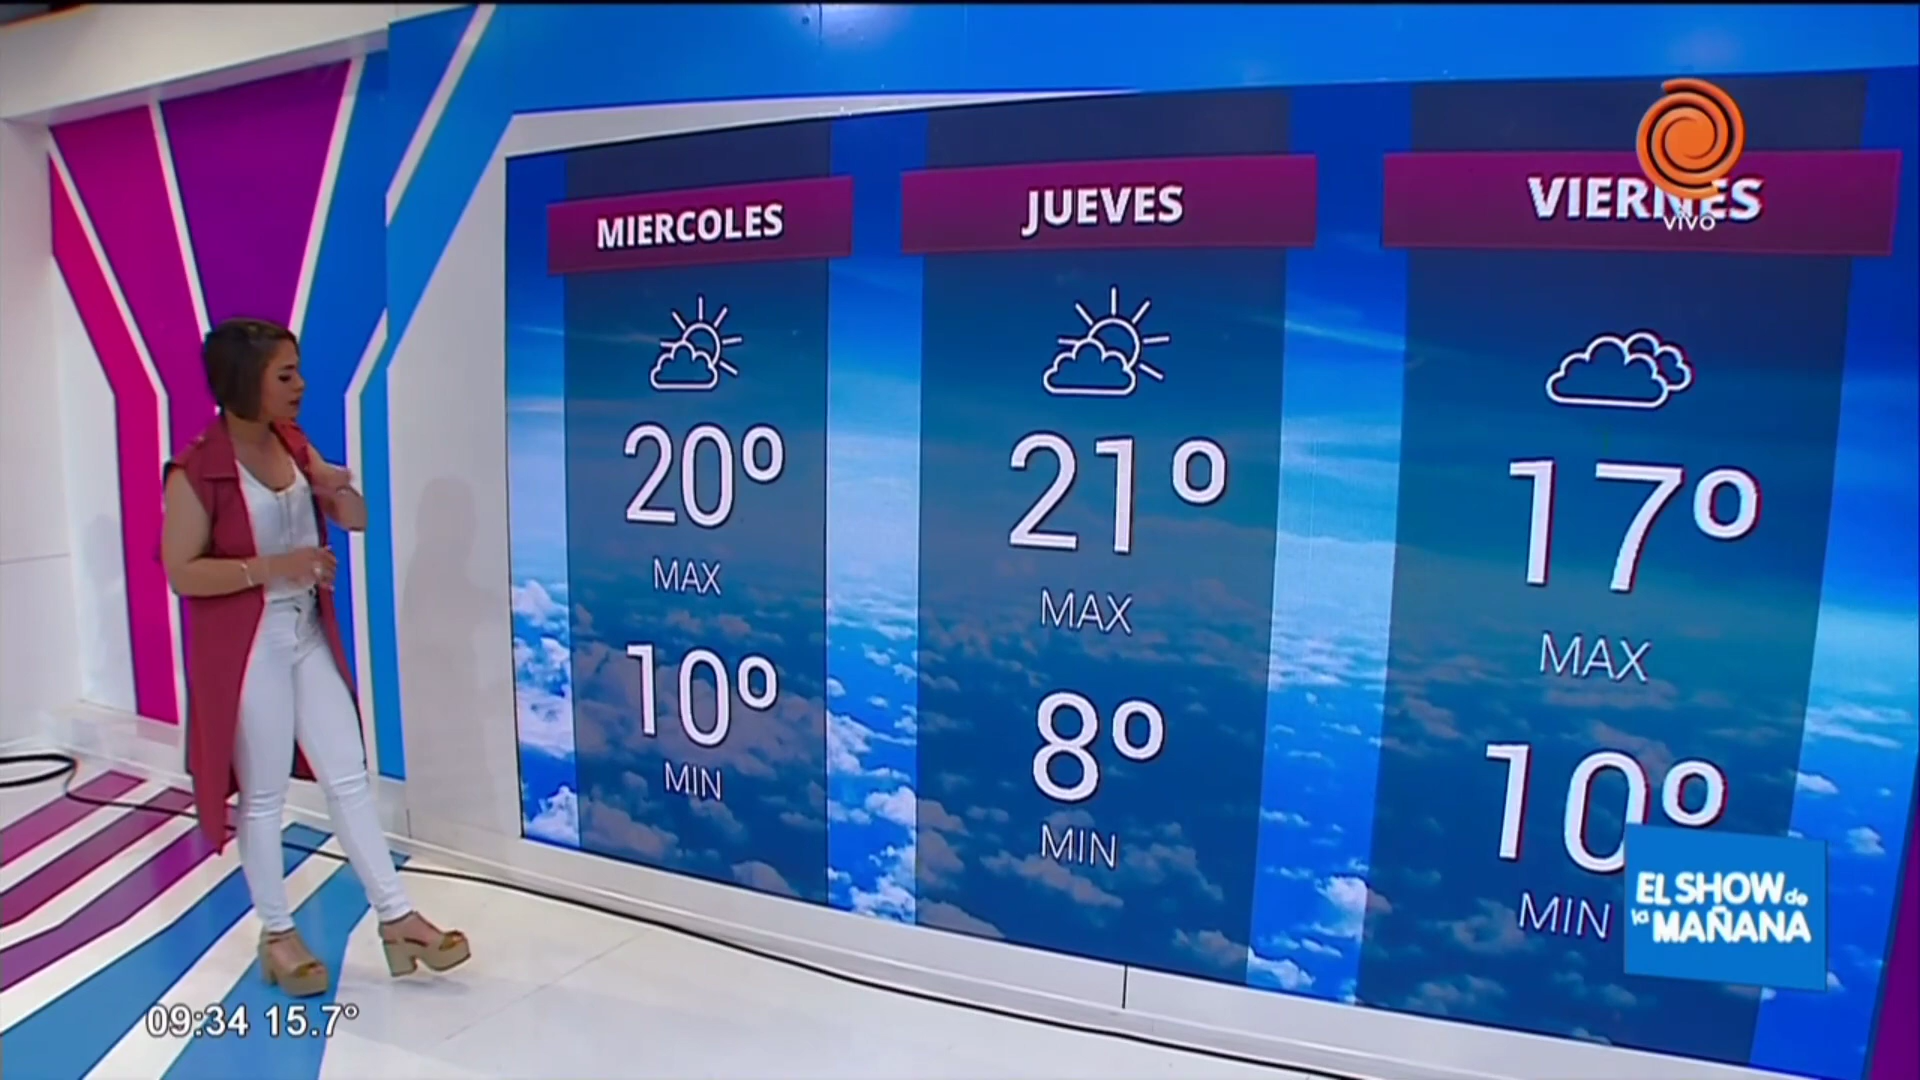 MIERCOLES
20º
MAX
10º
MIN
JUEVES
21º
MAX
8º
MIN
VIERNES
17º
MAX
10º
MIN
VIVO
EL SHOW de
la MAÑANA
09:34 15.7°